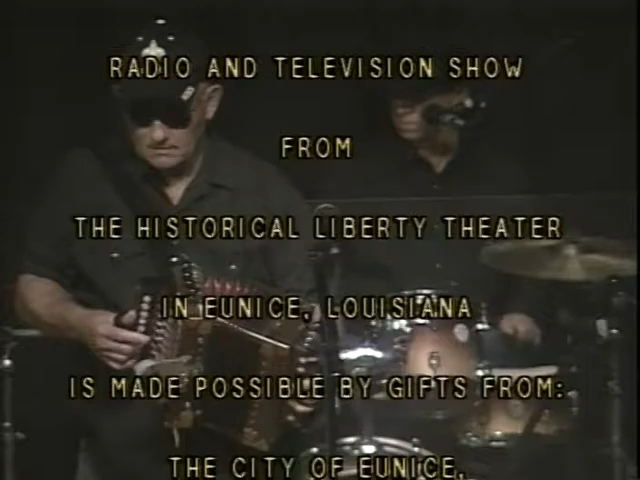 RADIO AND TELEVISION SHOW
FROM
THE HISTORICAL LIBERTY THEATER
IN EUNICE, LOUISIANA
IS MADE POSSIBLE BY GIFTS FROM:
THE CITY OF EUNICE,